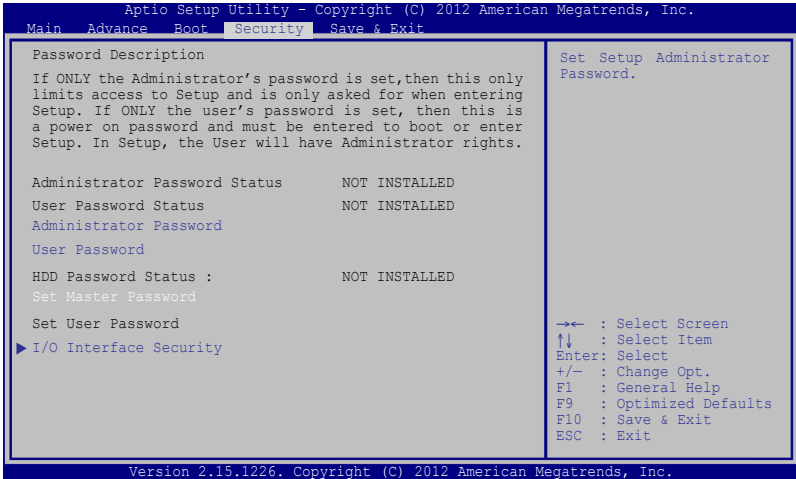 Aptio Setup Utility - Copyright (C) 2012 American Megatrends, Inc.
Main Advance Boot Security Save & Exit
Password Description
If ONLY the Administrator's password is set,then this only
limits access to Setup and is only asked for when entering
Setup. If ONLY the user's password is set, then this is
a power on password and must be entered to boot or enter
Setup. In Setup, the User will have Administrator rights.
Administrator Password Status NOT INSTALLED
User Password Status NOT INSTALLED
Administrator Password
User Password
HDD Password Status : NOT INSTALLED
Set Master Password
Set User Password
I/O Interface Security
Set Setup Administrator
Password.
→← : Select Screen
↑↓ : Select Item
Enter: Select
+/— : Change Opt.
F1 : General Help
F9 : Optimized Defaults
F10 : Save & Exit
ESC : Exit
Version 2.15.1226. Copyright (C) 2012 American Megatrends, Inc.